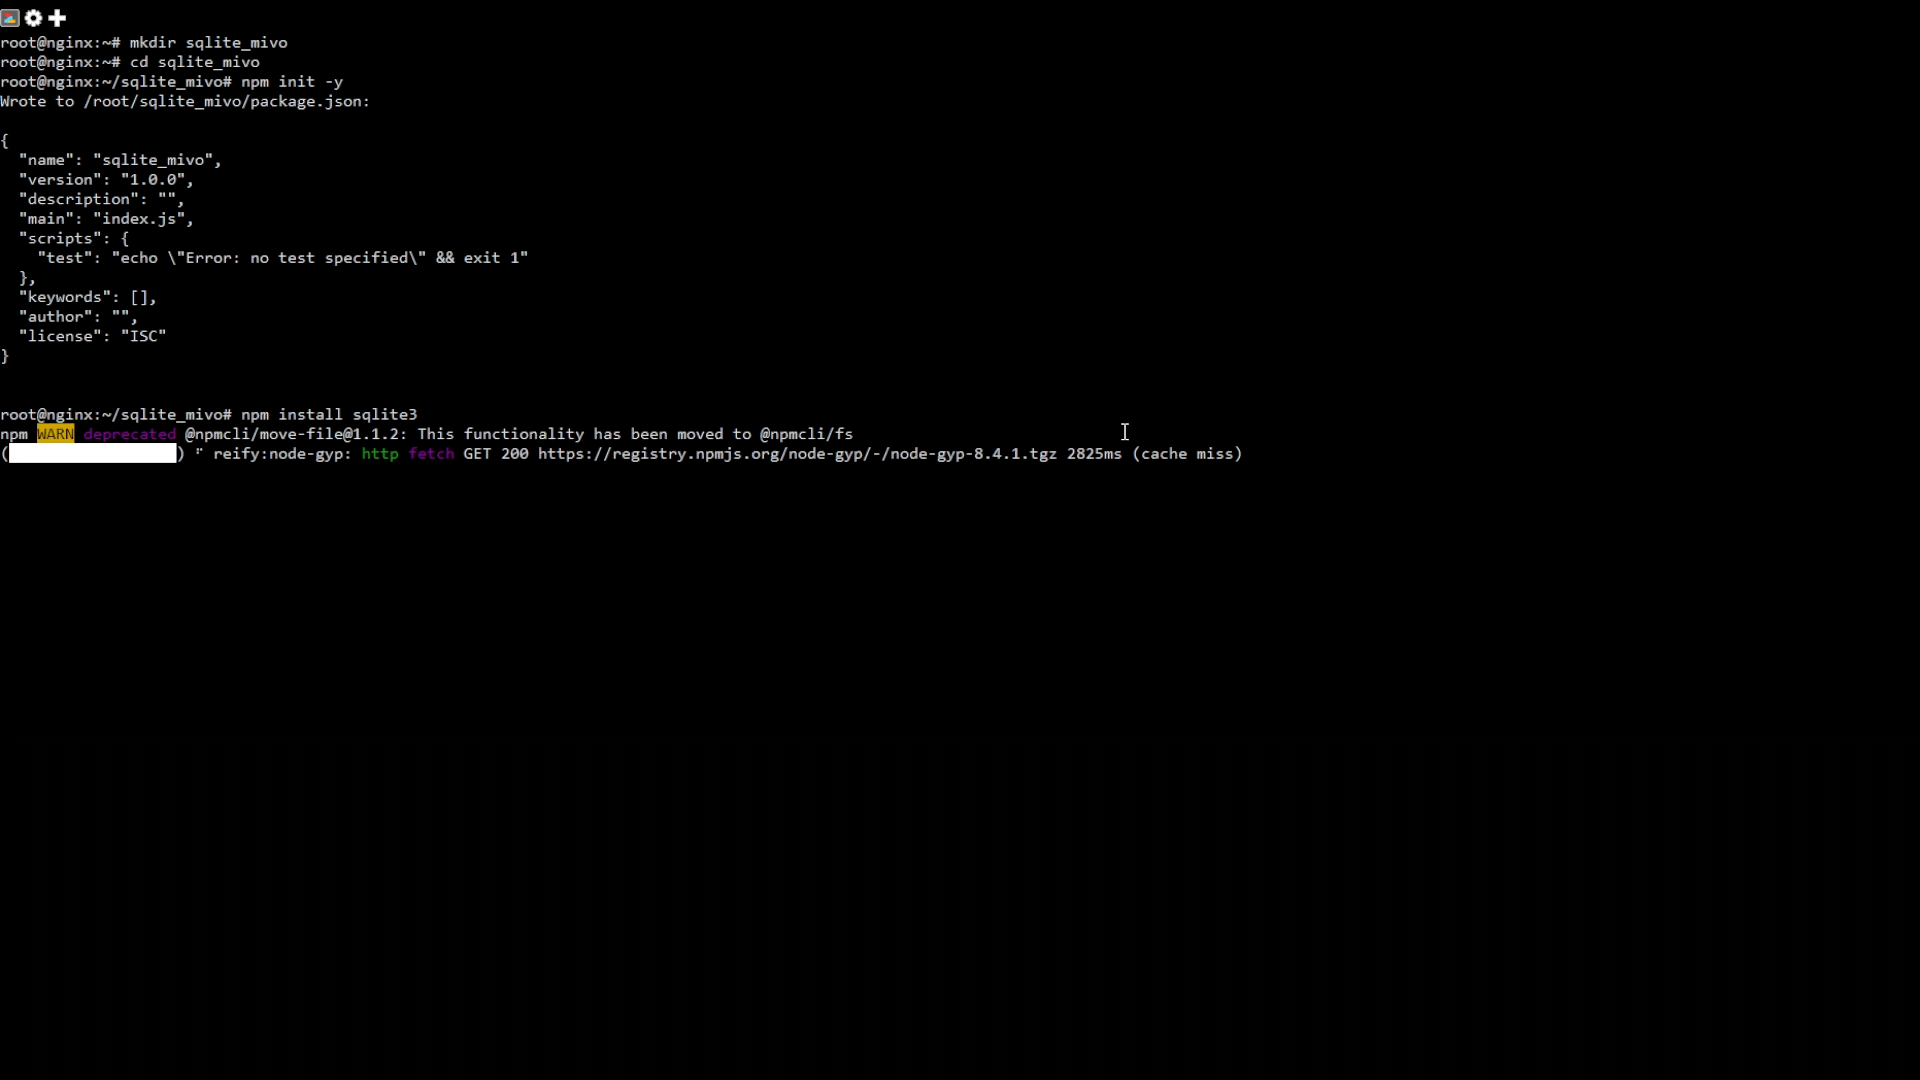 root@nginx:~# mkdir sqlite_mivo
root@nginx:~# cd sqlite_mivo
root@nginx:~/sqlite_mivo# npm init -y
Wrote to /root/sqlite_mivo/package.json:
{
  "name": "sqlite_mivo",
  "version": "1.0.0",
  "description": "",
  "main": "index.js",
  "scripts": {
    "test": "echo \"Error: no test specified\" && exit 1"
  },
  "keywords": [],
  "author": "",
  "license": "ISC"
}
root@nginx:~/sqlite_mivo# npm install sqlite3
npm WARN deprecated @npmcli/move-file@1.1.2: This functionality has been moved to @npmcli/fs
(                  ) ⠋ reify:node-gyp: http fetch GET 200 https://registry.npmjs.org/node-gyp/-/node-gyp-8.4.1.tgz 2825ms (cache miss)